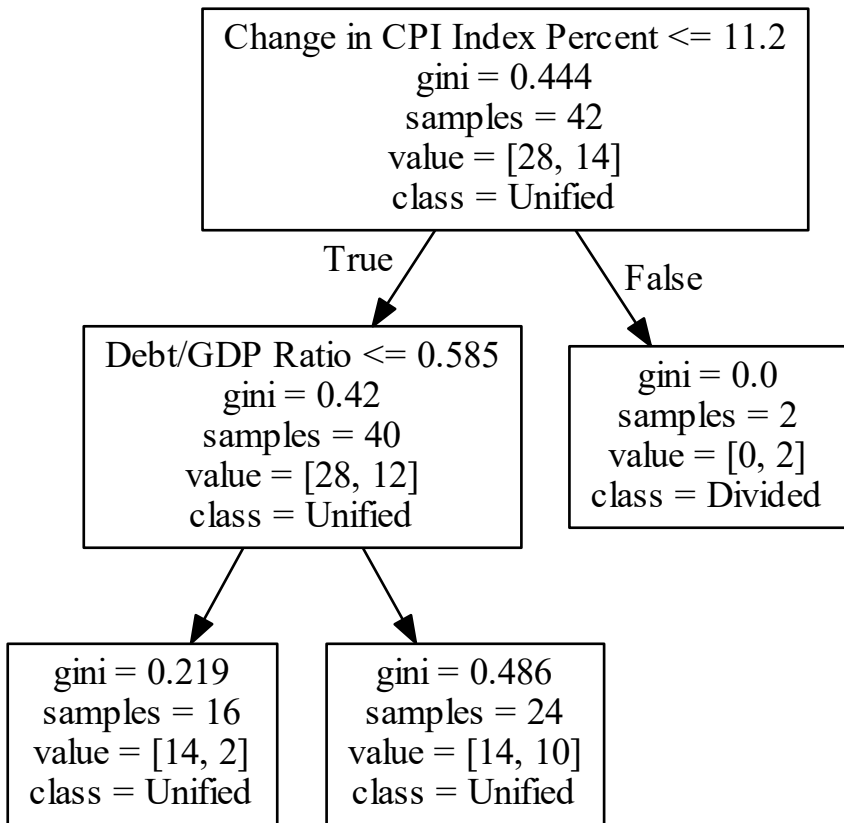 Change in CPI Index Percent <= 11.2
gini = 0.444
samples = 42
value = [28, 14]
class = Unified
True
False
Debt/GDP Ratio <= 0.585
gini = 0.42
samples = 40
value = [28, 12]
class = Unified
gini = 0.0
samples = 2
value = [0, 2]
class = Divided
gini = 0.219
samples = 16
value = [14, 2]
class = Unified
gini = 0.486
samples = 24
value = [14, 10]
class = Unified